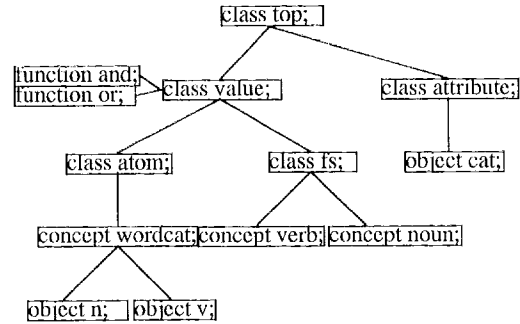 class top;
function and;
function or;
class value;
class attribute;
class atom;
class fs;
object cat;
concept wordcat;
concept verb;
concept noun;
object n;
object v;